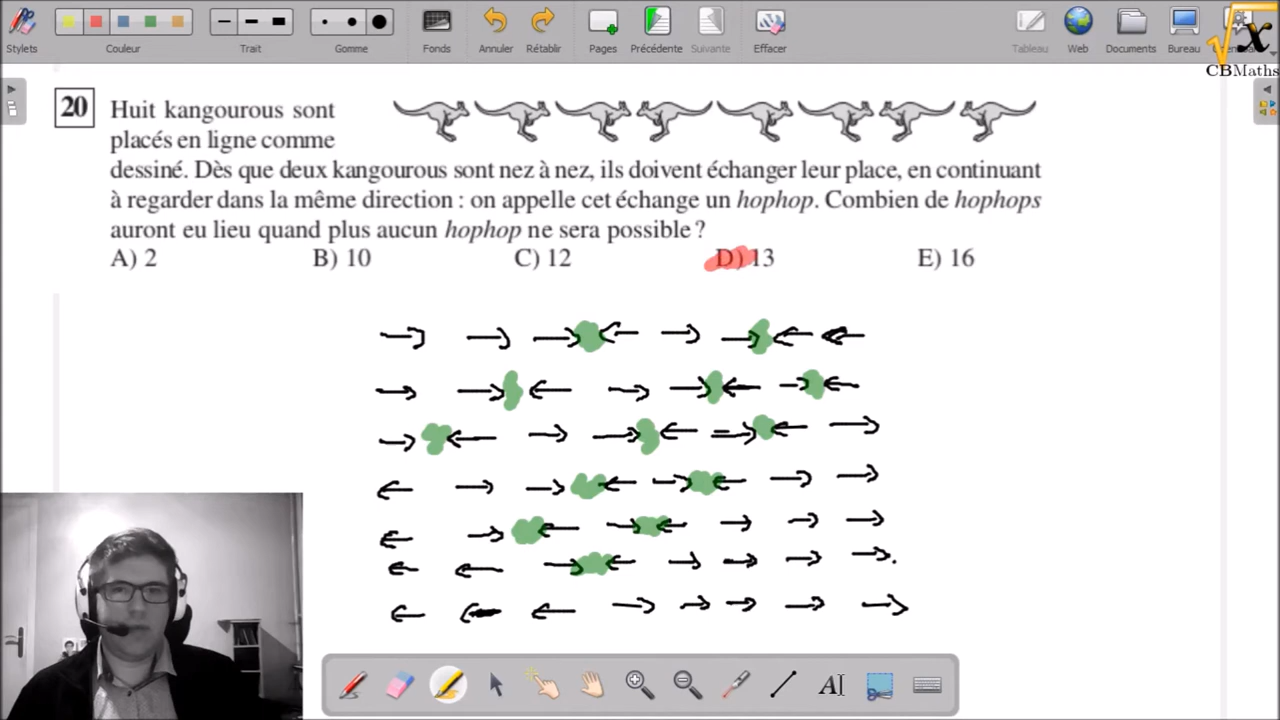 Stylets Couleur Trait Gomme Fonds Annuler Rétablir Pages Précédente Suivante Effacer Tableau Web Documents Bureau
√x
CBMaths
20 Huit kangourous sont
placés en ligne comme
dessiné. Dès que deux kangourous sont nez à nez, ils doivent échanger leur place, en continuant
à regarder dans la même direction : on appelle cet échange un hophop. Combien de hophops
auront eu lieu quand plus aucun hophop ne sera possible ?
A) 2 B) 10 C) 12 D) 13 E) 16
AI